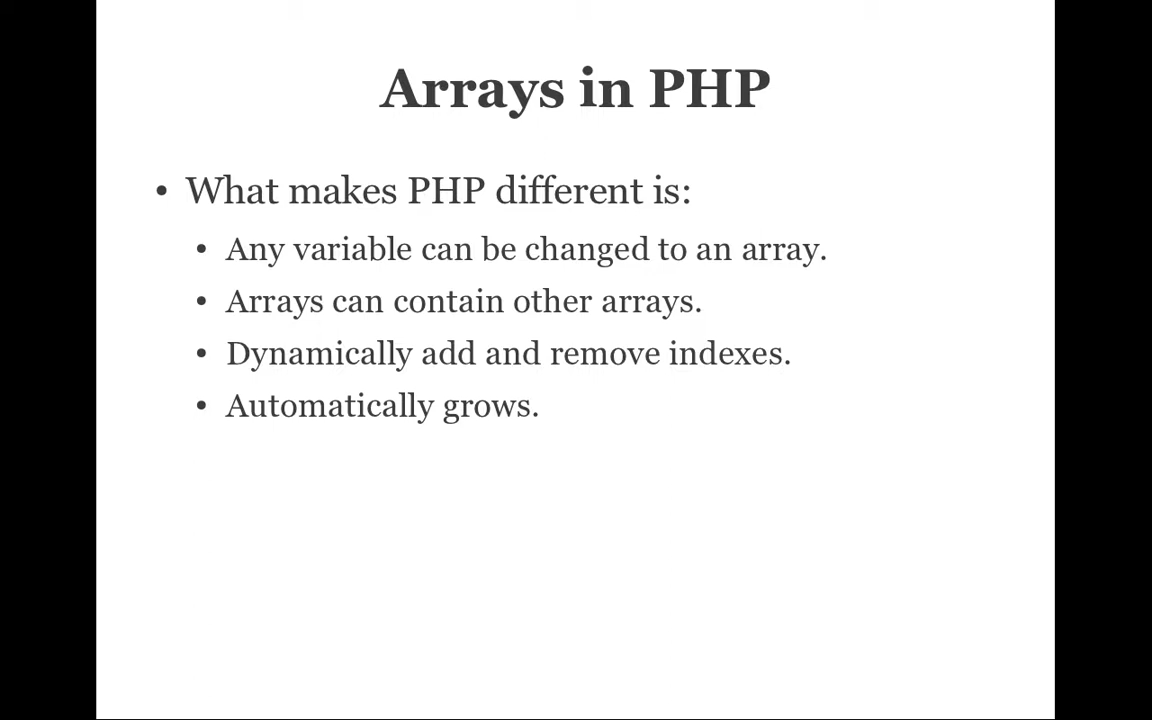 Arrays in PHP
• What makes PHP different is:
• Any variable can be changed to an array.
• Arrays can contain other arrays.
• Dynamically add and remove indexes.
• Automatically grows.